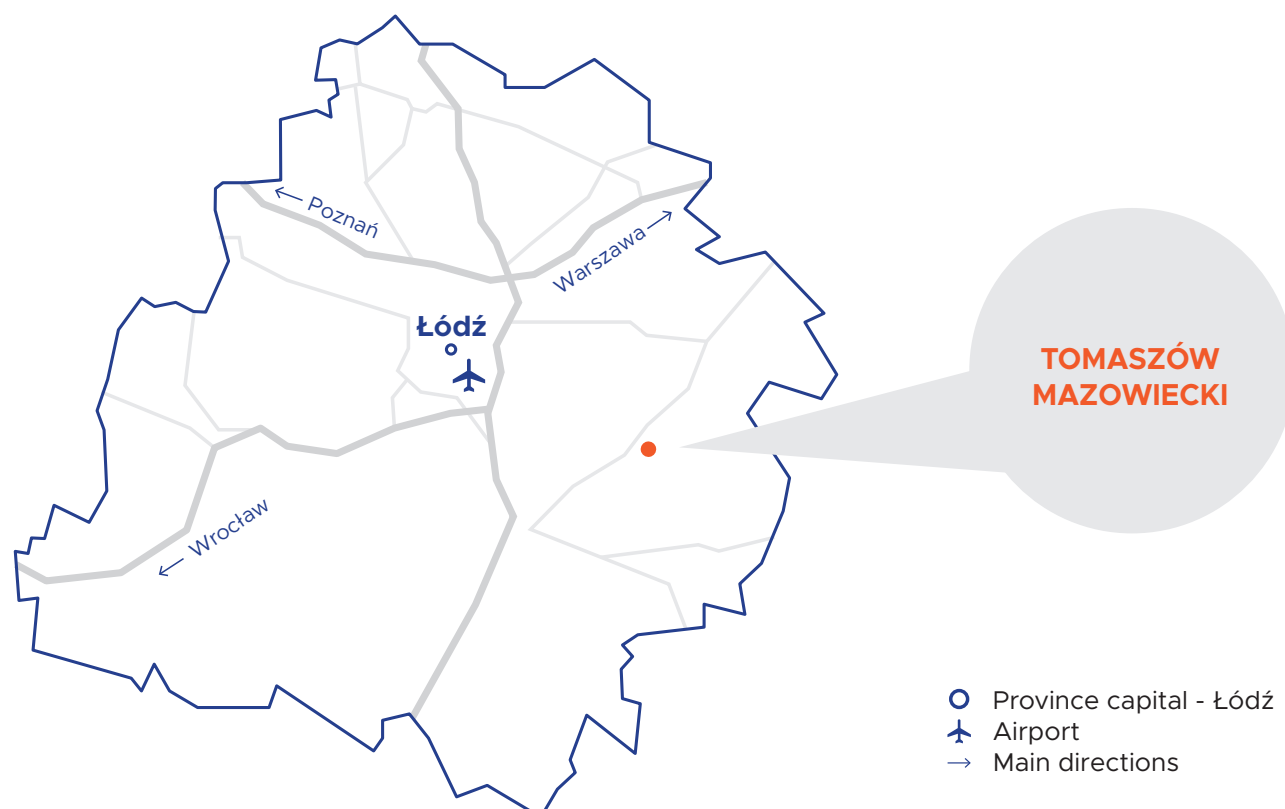 ← Poznań
Warszawa →
Łódź
← Wrocław
TOMASZÓW
MAZOWIECKI
Province capital - Łódź
Airport
→ Main directions